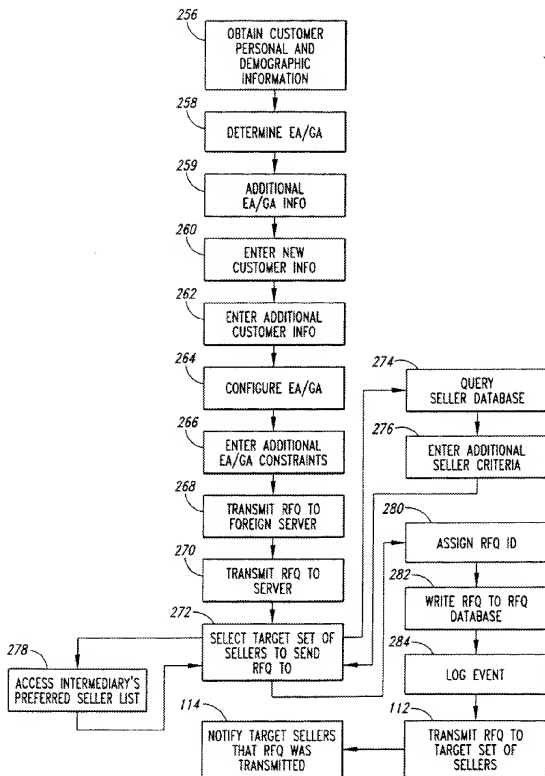 256
OBTAIN CUSTOMER
PERSONAL AND
DEMOGRAPHIC
INFORMATION
258
DETERMINE EA/GA
259
ADDITIONAL
EA/GA INFO
260
ENTER NEW
CUSTOMER INFO
262
ENTER ADDITIONAL
CUSTOMER INFO
264
CONFIGURE EA/GA
266
ENTER ADDITIONAL
EA/GA CONSTRAINTS
268
TRANSMIT RFQ TO
FOREIGN SERVER
270
TRANSMIT RFQ TO
SERVER
272
SELECT TARGET SET OF
SELLERS TO SEND
RFQ TO
274
QUERY
SELLER DATABASE
276
ENTER ADDITIONAL
SELLER CRITERIA
278
ACCESS INTERMEDIARY'S
PREFERRED SELLER LIST
280
ASSIGN RFQ ID
282
WRITE RFQ TO RFQ
DATABASE
284
LOG EVENT
112
TRANSMIT RFQ TO
TARGET SET OF
SELLERS
114
NOTIFY TARGET SELLERS
THAT RFQ WAS
TRANSMITTED